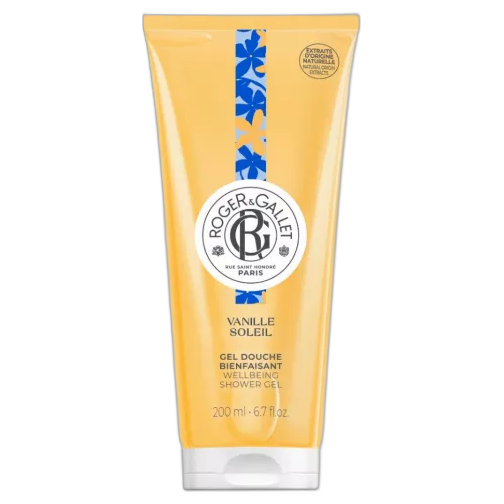 EXTRAITS
D'ORIGINE
NATURELLE
NATURAL ORIGIN
EXTRACTS
ROGER & GALLET
RG
RUE SAINT HONORÉ
PARIS
VANILLE
SOLEIL
GEL DOUCHE
BIENFAISANT
WELLBEING
SHOWER GEL
200 ml · 6.7 fl.oz.